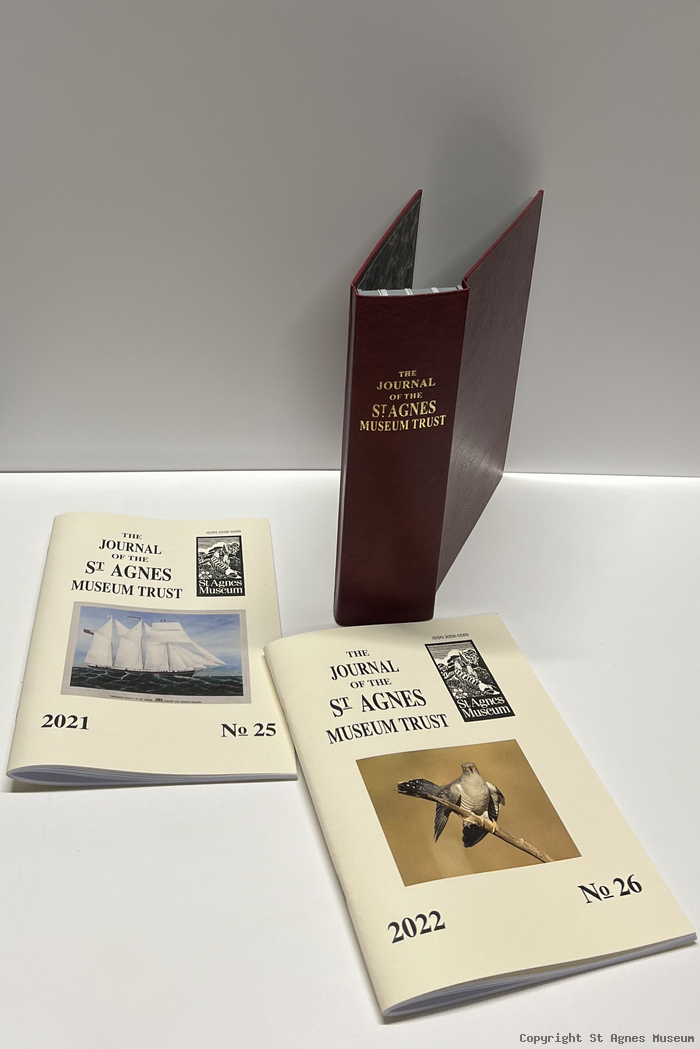 THE
JOURNAL
OF THE
ST AGNES
MUSEUM TRUST
THE
JOURNAL
OF THE
ST AGNES
MUSEUM TRUST
St Agnes
Museum
2021
No 25
ISSN 2056-5569
THE
JOURNAL
OF THE
ST AGNES
MUSEUM TRUST
St Agnes
Museum
2022
No 26
Copyright St Agnes Museum